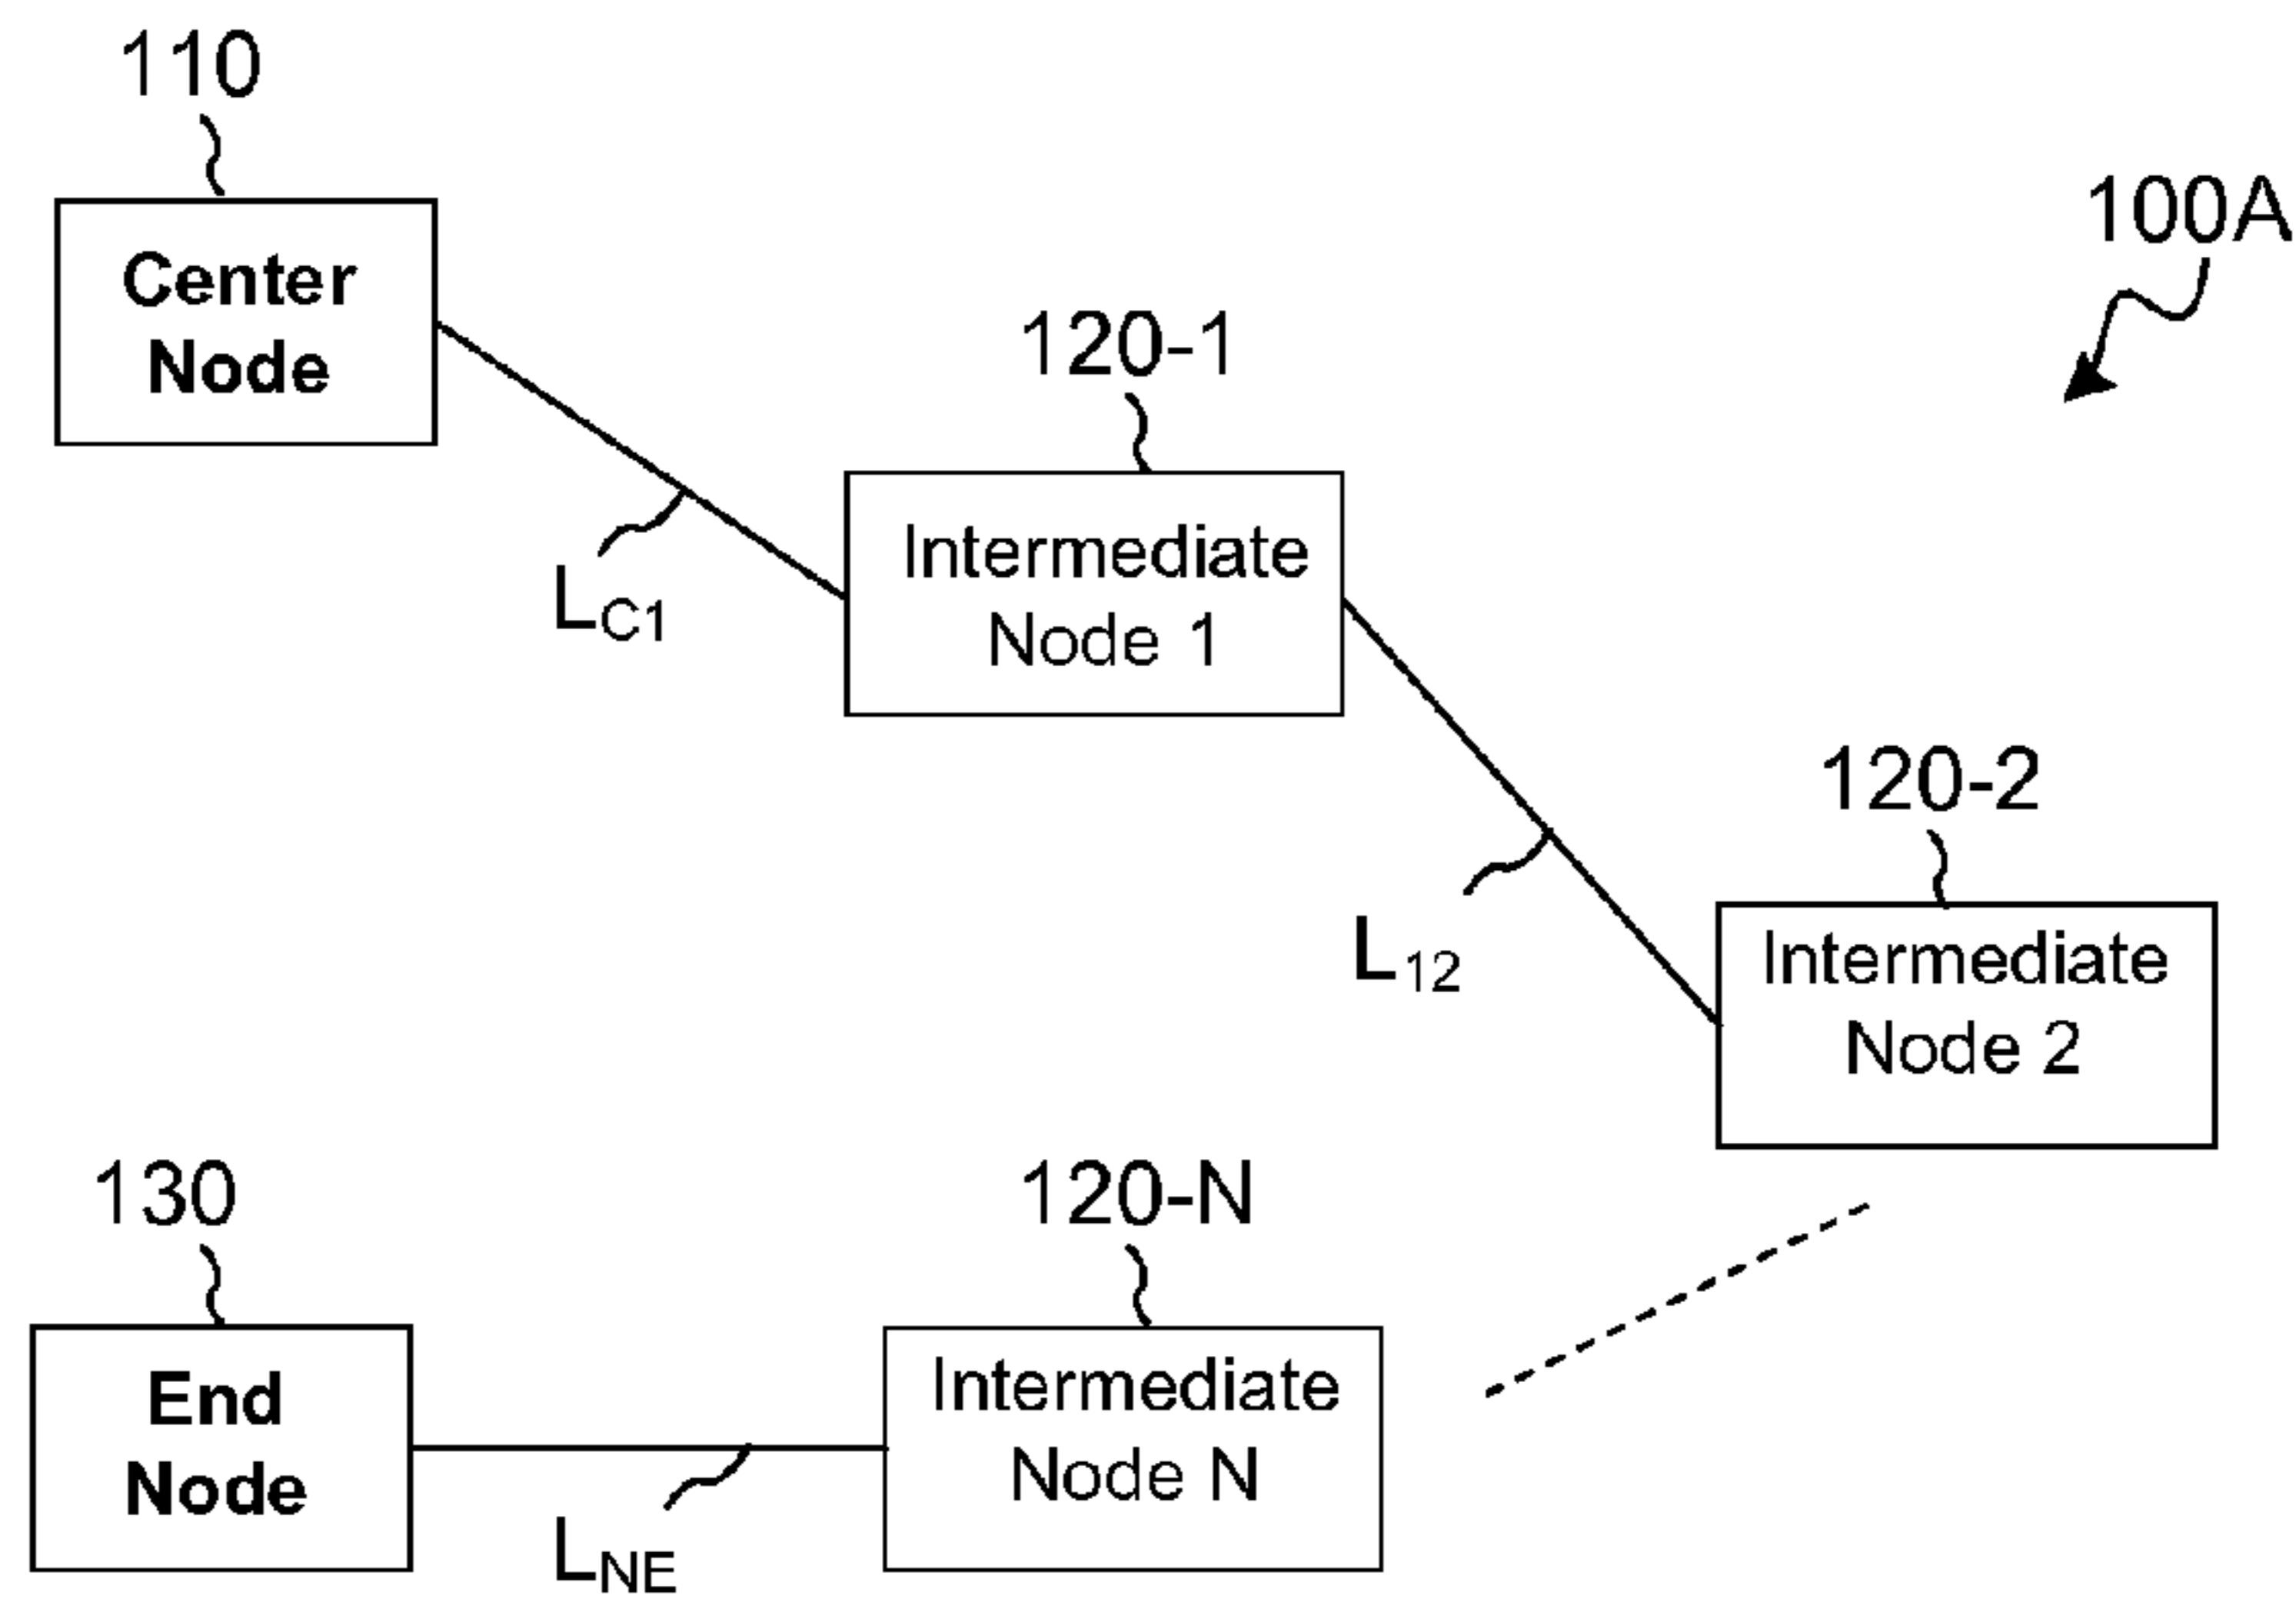 110
Center
Node
100A
120-1
Intermediate
Node 1
LC1
120-2
Intermediate
Node 2
L12
130
End
Node
120-N
Intermediate
Node N
LNE